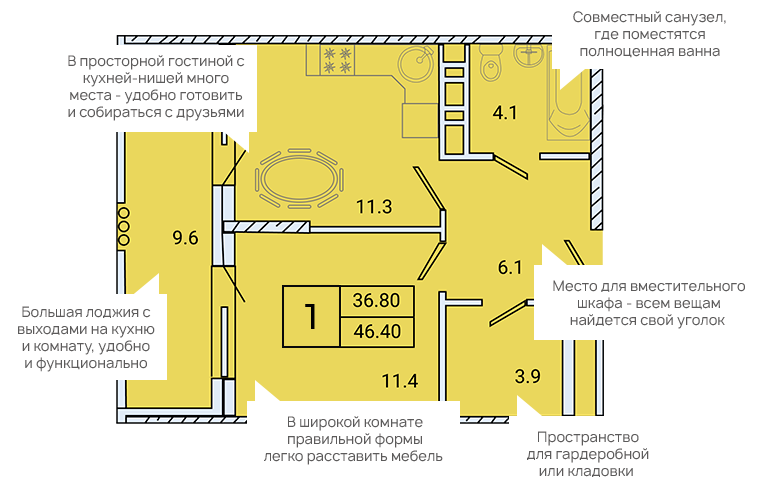 Совместный санузел,
где поместятся
полноценная ванна
В просторной гостиной с
кухней-нишей много
места - удобно готовить
и собираться с друзьями
4.1
11.3
9.6
6.1
Место для вместительного
шкафа - всем вещам
найдется свой уголок
1
36.80
46.40
Большая лоджия с
выходами на кухню
и комнату, удобно
и функционально
11.4
3.9
В широкой комнате
правильной формы
легко расставить мебель
Пространство
для гардеробной
или кладовки